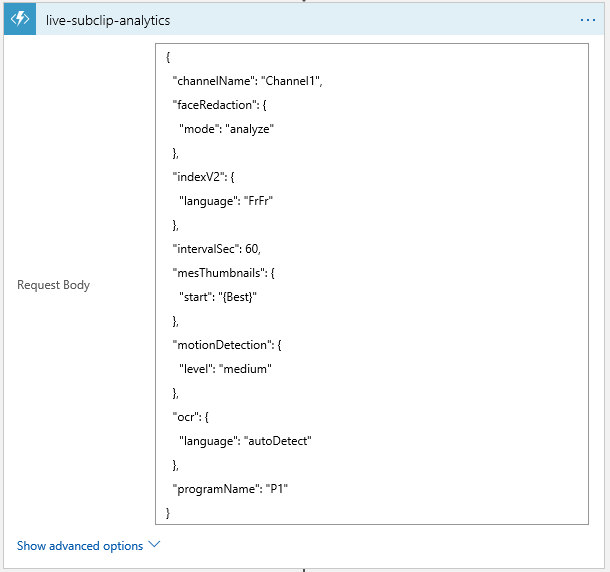 live-subclip-analytics
...
Request Body
{
"channelName": "Channel1",
"faceRedaction": {
"mode": "analyze"
},
"indexV2": {
"language": "FrFr"
},
"intervalSec": 60,
"mesThumbnails": {
"start": "{Best}"
},
"motionDetection": {
"level": "medium"
},
"ocr": {
"language": "autoDetect"
},
"programName": "P1"
}
Show advanced options